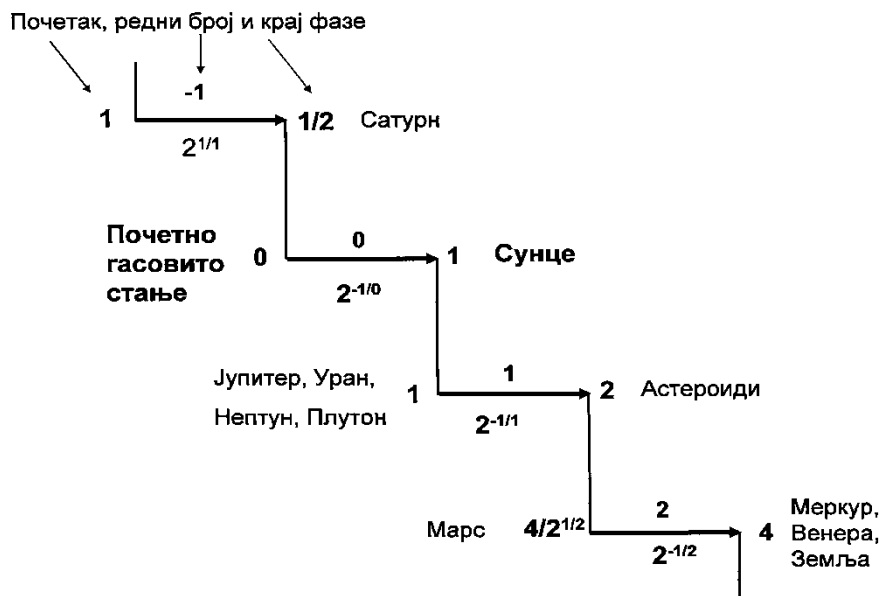 Почетак, редни број и крај фазе
-1
1 1/2 Сатурн
2^1/1
Почетно
гасовито
стање
0
0 1 Сунце
2^-1/0
Јупитер, Уран,
Нептун, Плутон
1
1 2 Астероиди
2^-1/1
2
Марс 4/2^1/2 4
2^-1/2
Меркур,
Венера,
Земља